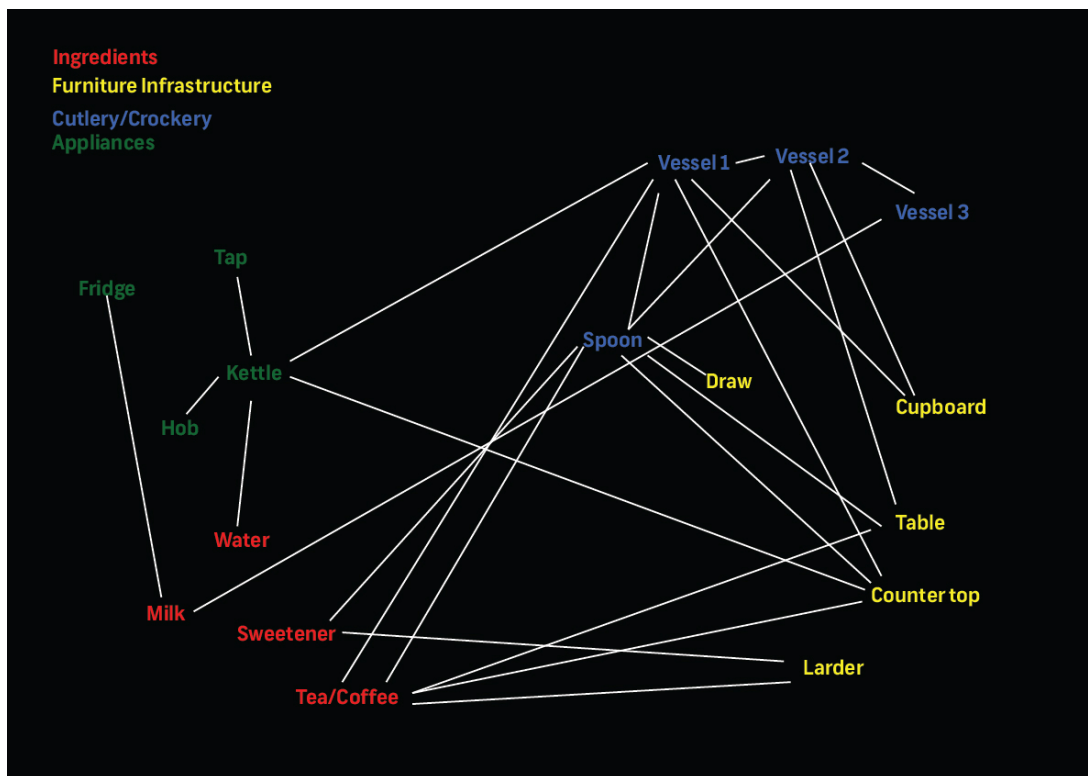 Ingredients
Furniture Infrastructure
Cutlery/Crockery
Appliances
Vessel 1
Vessel 2
Vessel 3
Tap
Fridge
Spoon
Kettle
Draw
Cupboard
Hob
Table
Water
Counter top
Milk
Sweetener
Larder
Tea/Coffee